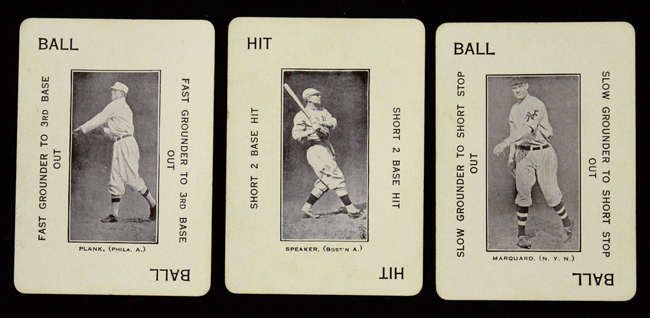 BALL
FAST GROUNDER TO 3RD BASE
OUT
FAST GROUNDER TO 3RD BASE
OUT
PLANK, (PHILA. A.)
BALL
HIT
SHORT 2 BASE HIT
SHORT 2 BASE HIT
SPEAKER, (BOST'N A.)
HIT
BALL
SLOW GROUNDER TO SHORT STOP
OUT
NY
SLOW GROUNDER TO SHORT STOP
OUT
MARQUARD, (N. Y. N.)
BALL